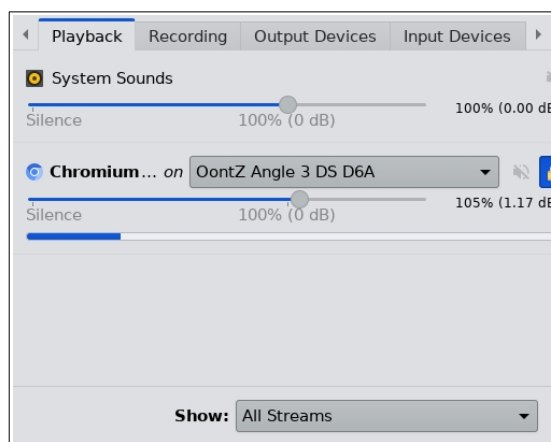 Playback Recording Output Devices Input Devices
System Sounds
100% (0.00 dB
Silence 100% (0 dB)
Chromium... on OontZ Angle 3 DS D6A
105% (1.17 dB
Silence 100% (0 dB)
Show: All Streams